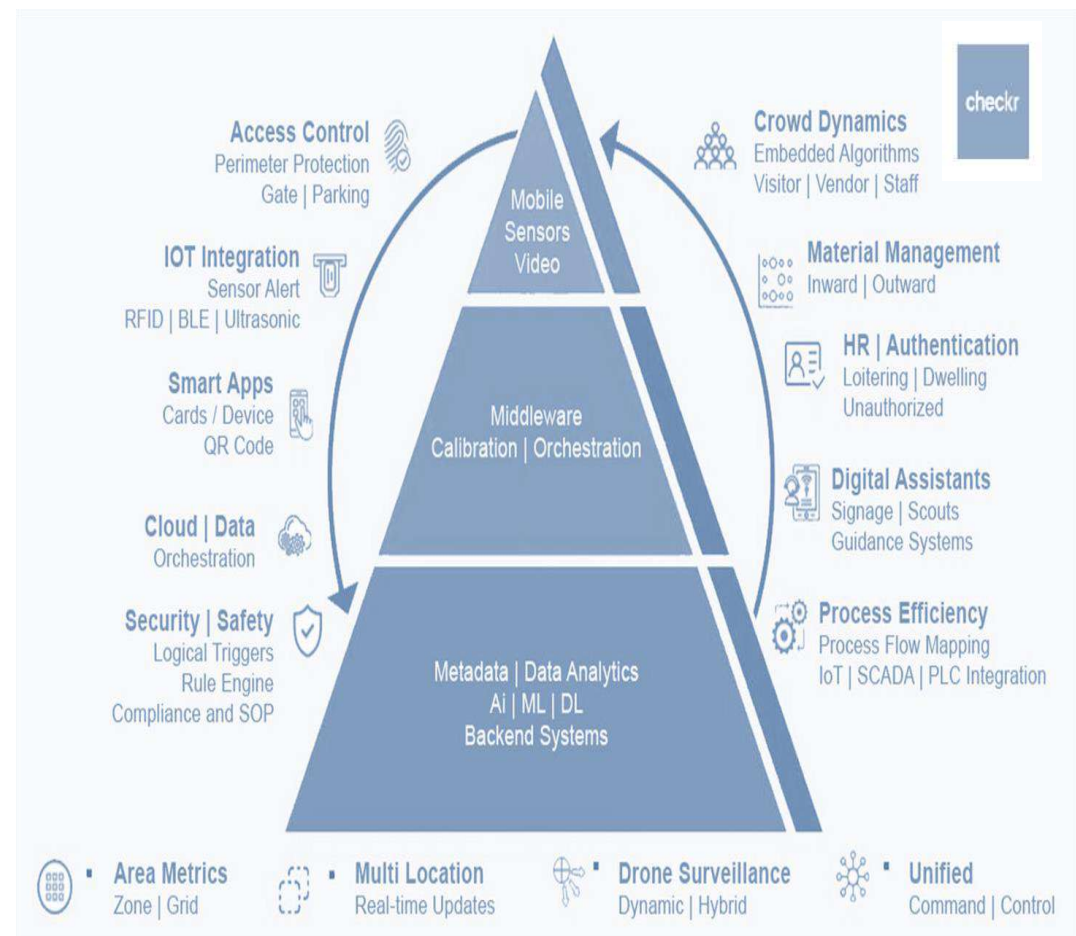 checkr
Access Control
Perimeter Protection
Gate | Parking
IOT Integration
Sensor Alert
RFID | BLE | Ultrasonic
Smart Apps
Cards / Device
QR Code
Cloud | Data
Orchestration
Security | Safety
Logical Triggers
Rule Engine
Compliance and SOP
Mobile
Sensors
Video
Middleware
Calibration | Orchestration
Metadata | Data Analytics
Ai | ML | DL
Backend Systems
Crowd Dynamics
Embedded Algorithms
Visitor | Vendor | Staff
Material Management
Inward | Outward
HR | Authentication
Loitering | Dwelling
Unauthorized
Digital Assistants
Signage | Scouts
Guidance Systems
Process Efficiency
Process Flow Mapping
IoT | SCADA | PLC Integration
Area Metrics
Zone | Grid
Multi Location
Real-time Updates
Drone Surveillance
Dynamic | Hybrid
Unified
Command | Control